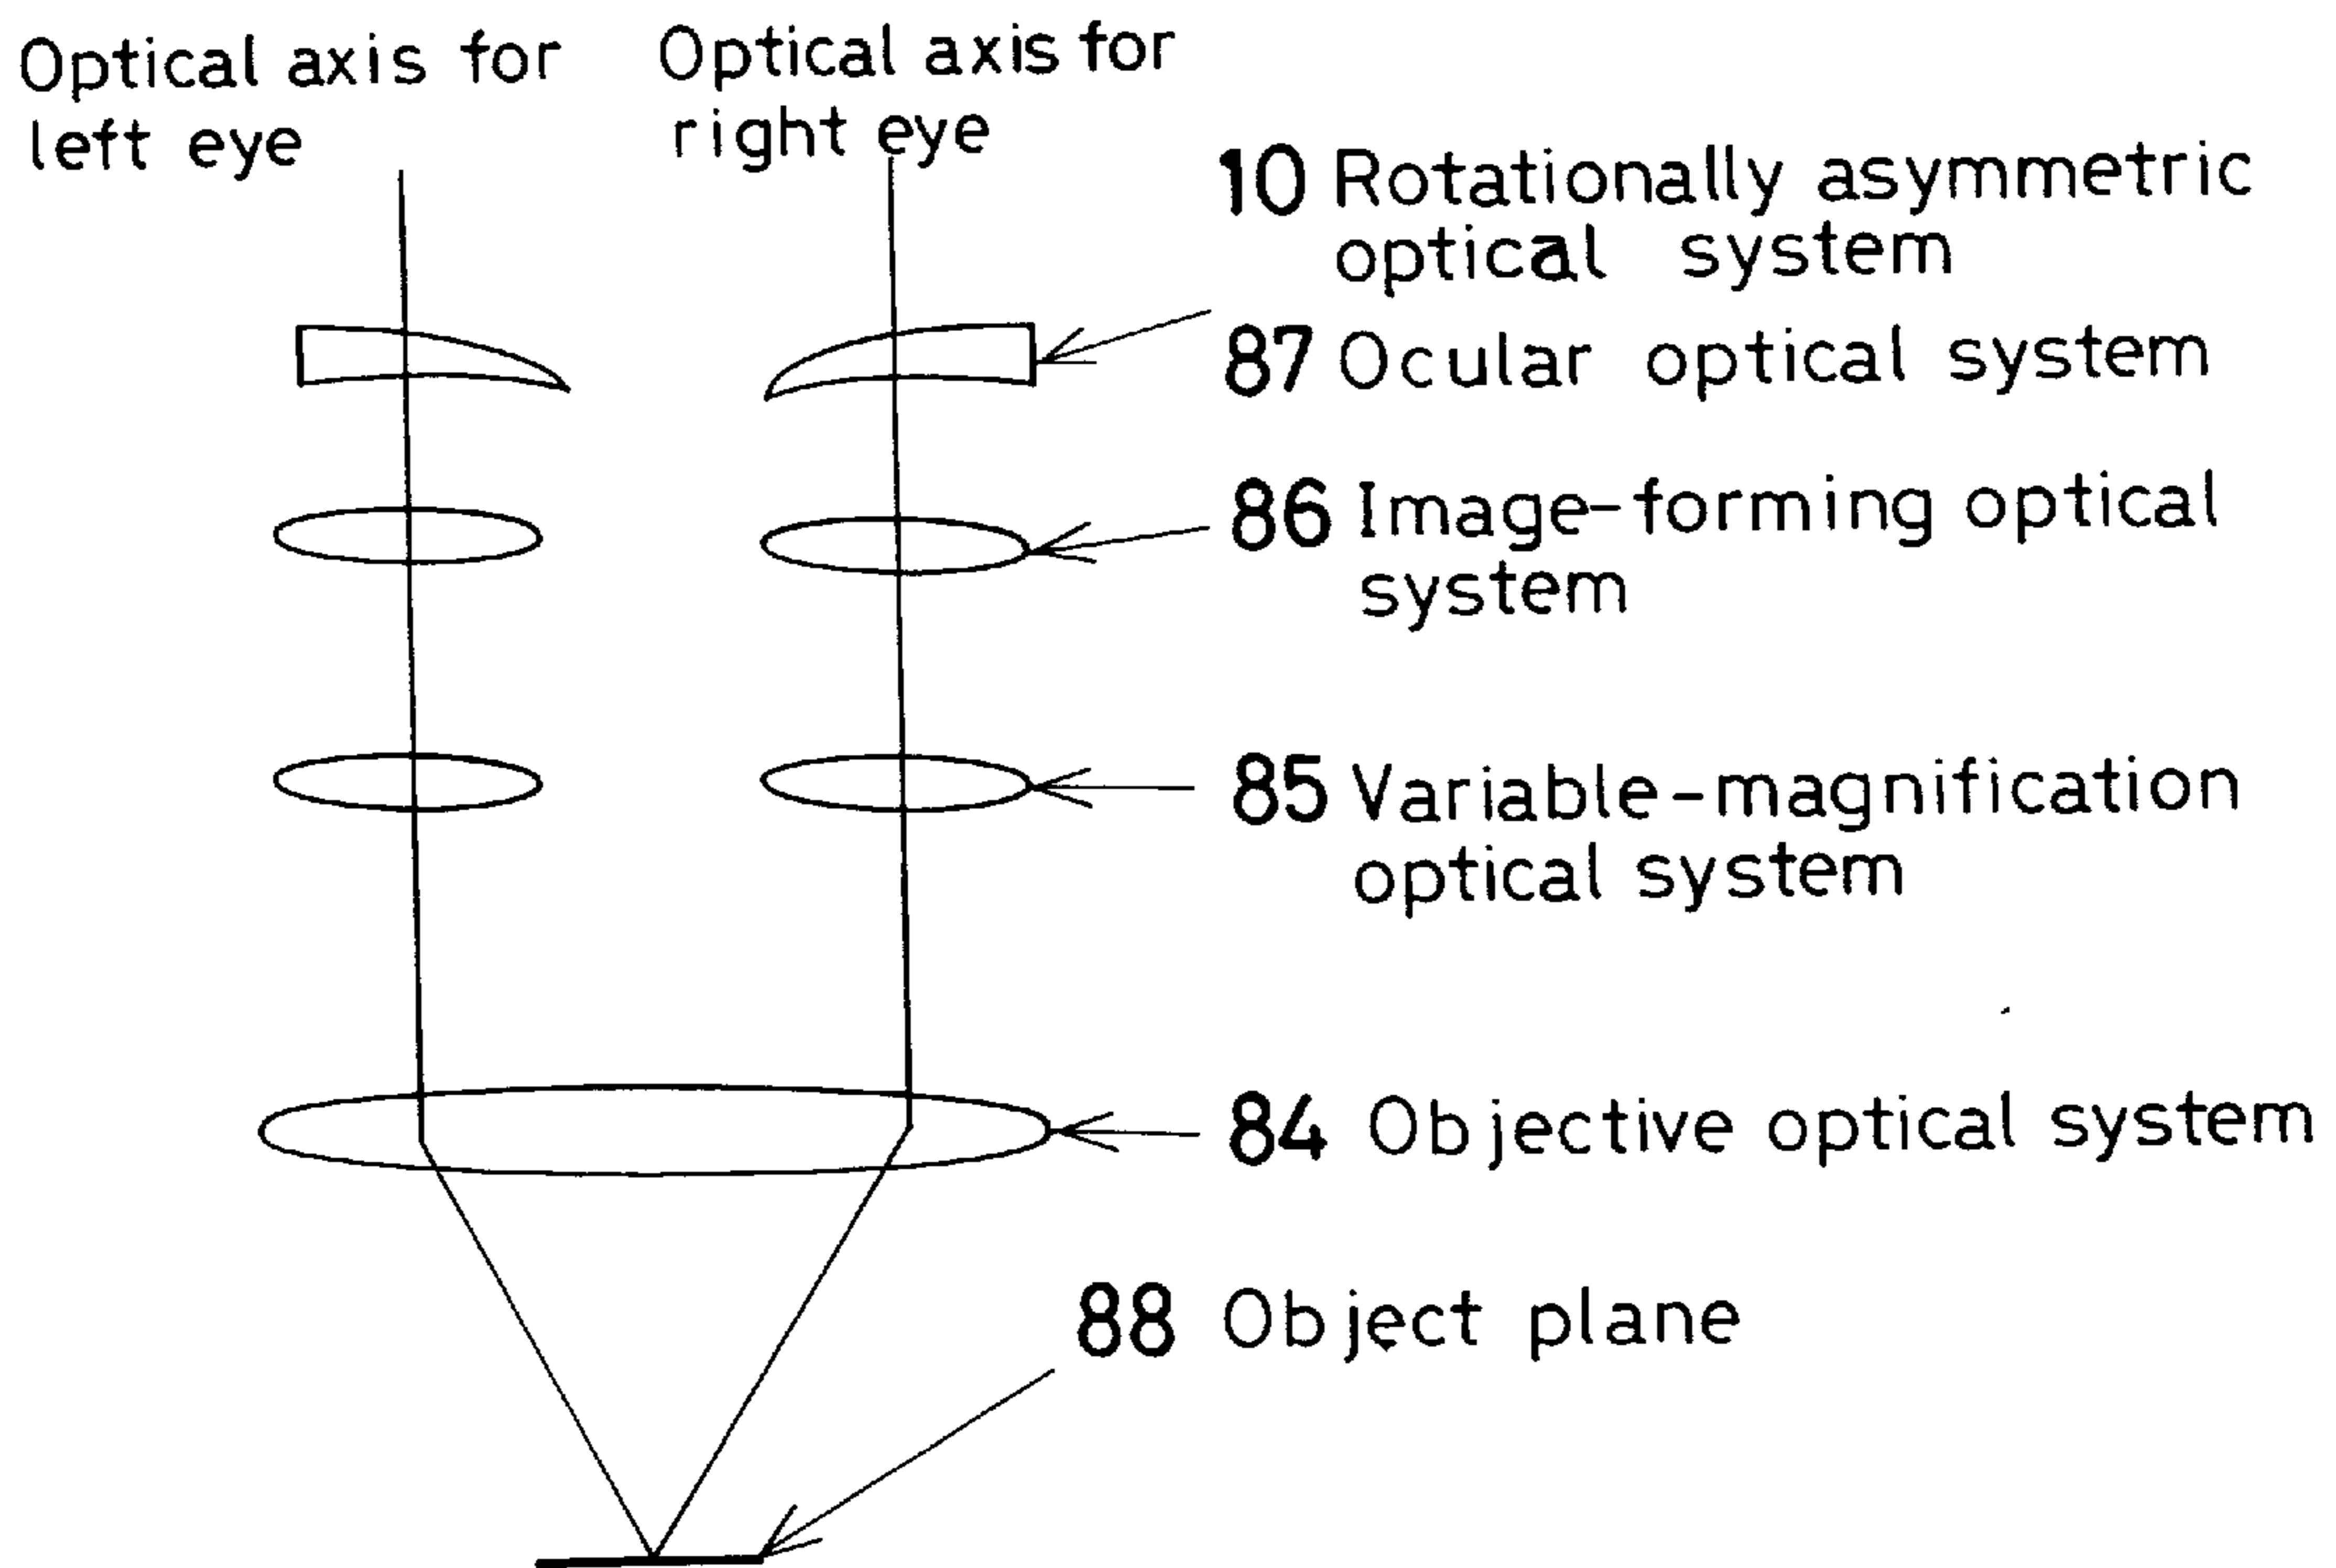 Optical axis for
left eye
Optical axis for
right eye
10 Rotationally asymmetric
optical system
87 Ocular optical system
86 Image-forming optical
system
85 Variable-magnification
optical system
84 Objective optical system
88 Object plane